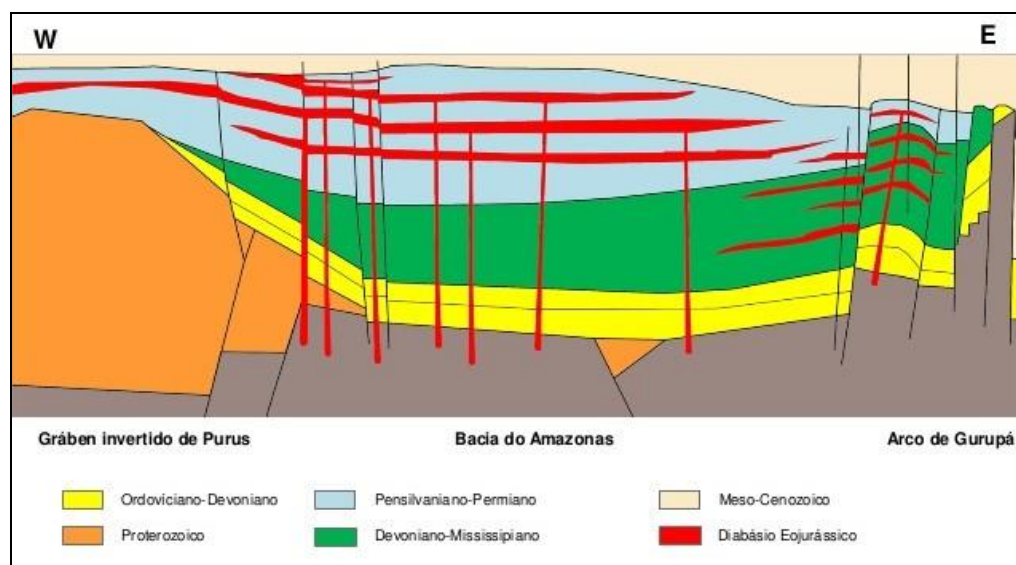 W E
Gráben invertido de Purus Bacia do Amazonas Arco de Gurupá
Ordoviciano-Devoniano Pensilvaniano-Permiano Meso-Cenozoico
Proterozoico Devoniano-Mississipiano Diabásio Eojurássico